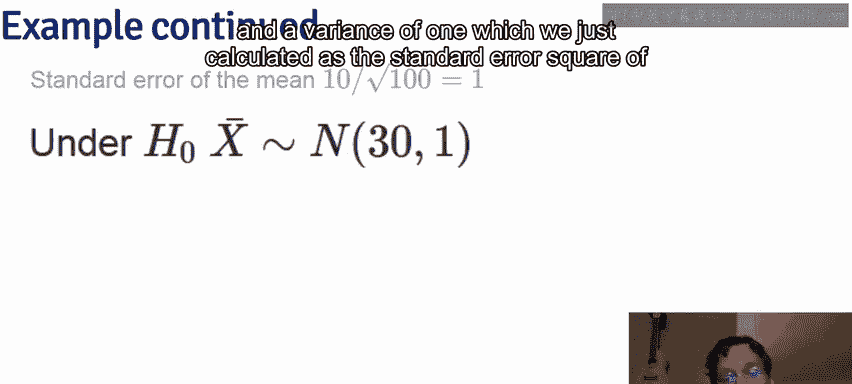 Example continued
and a variance of one which we just
calculated as the standard error square of
Standard error of the mean 10/√100 = 1
Under H₀ X̄ ∼ N(30, 1)